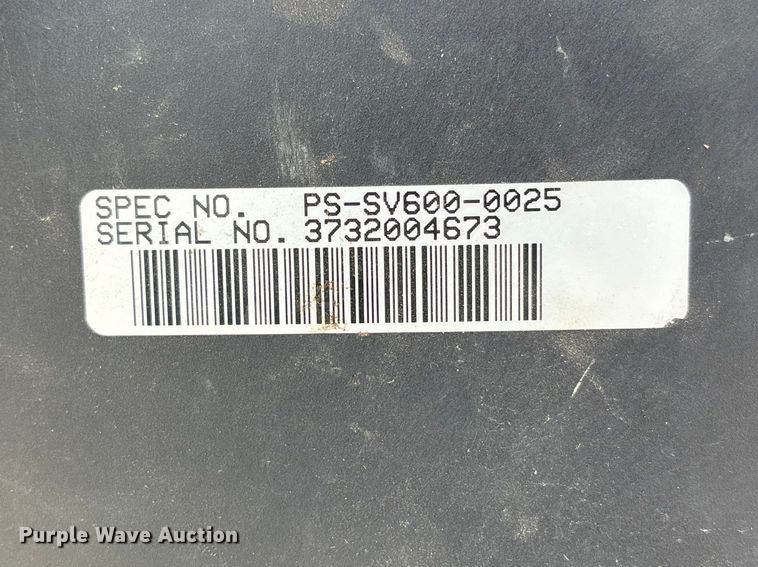 SPEC NO. PS-SV600-0025
SERIAL NO. 3732004673
Purple Wave Auction